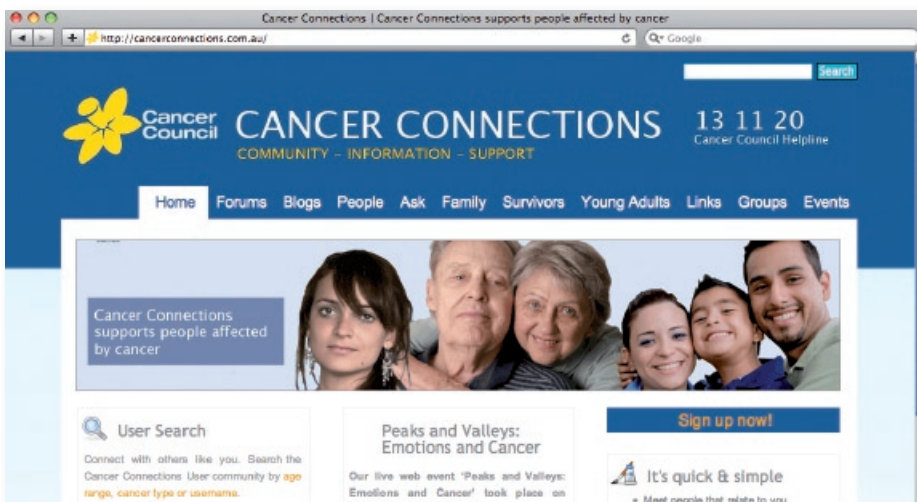 Cancer Connections | Cancer Connections supports people affected by cancer
http://cancerconnections.com.au/
Google
Search
Cancer
Council
CANCER CONNECTIONS
COMMUNITY – INFORMATION – SUPPORT
13 11 20
Cancer Council Helpline
Home Forums Blogs People Ask Family Survivors Young Adults Links Groups Events
Cancer Connections
supports people affected
by cancer
User Search
Connect with others like you. Search the
Cancer Connections User community by age
range, cancer type or username.
Peaks and Valleys:
Emotions and Cancer
Our live web event 'Peaks and Valleys:
Emotions and Cancer' took place on
Sign up now!
It's quick & simple
Meet people that relate to you